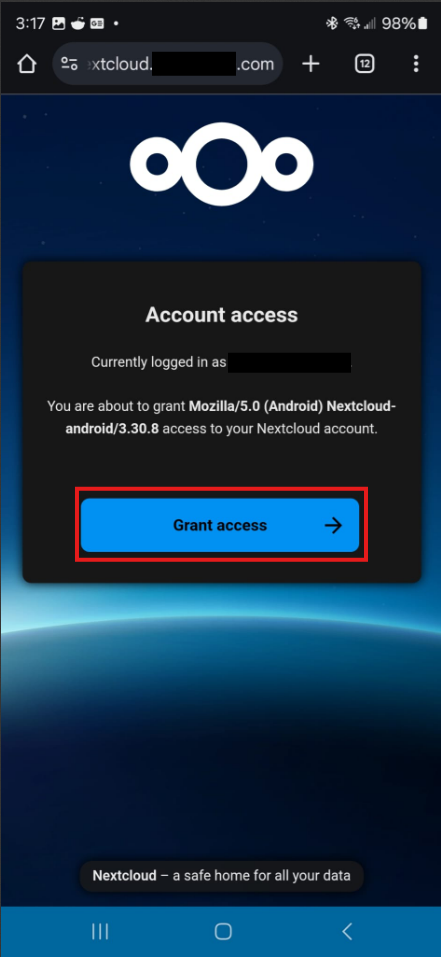 3:17 GE 98%
xtcloud. .com 12
Account access
Currently logged in as .
You are about to grant Mozilla/5.0 (Android) Nextcloud-
android/3.30.8 access to your Nextcloud account.
Grant access
Nextcloud – a safe home for all your data